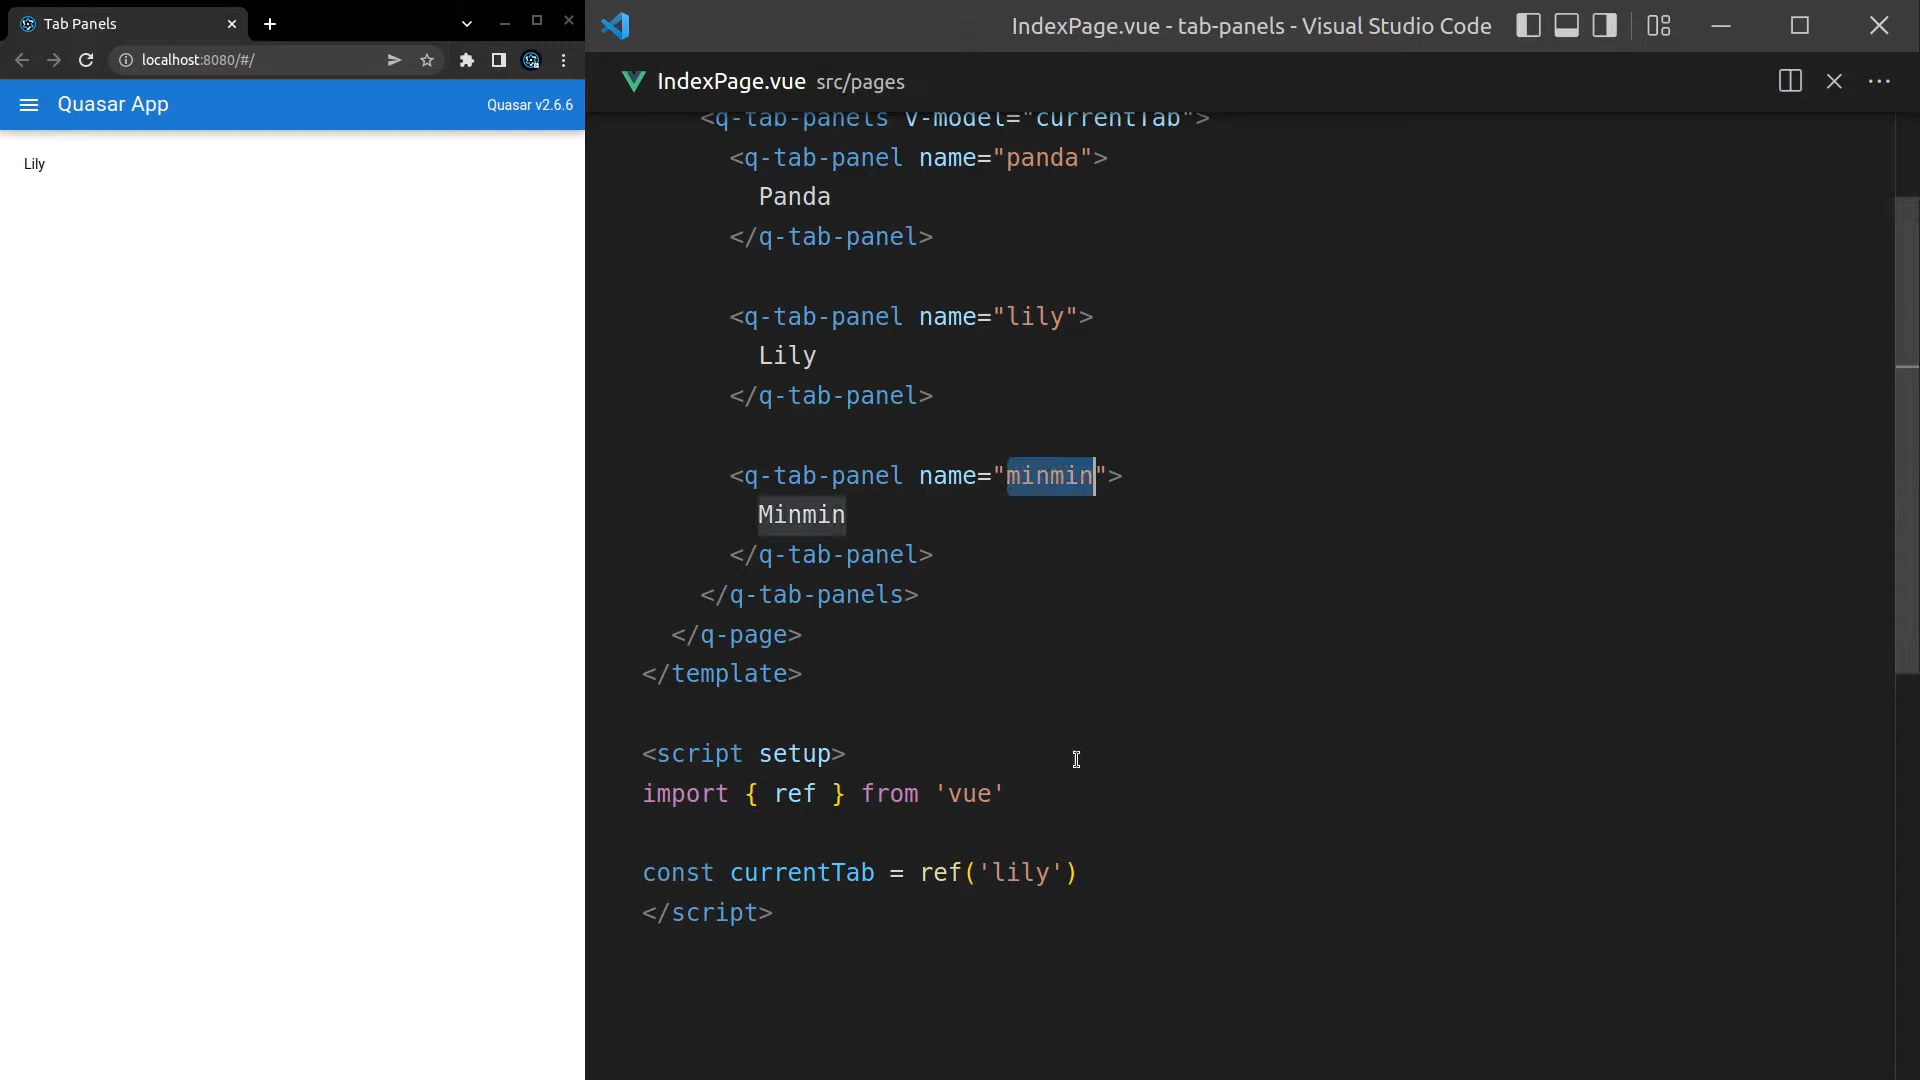 Tab Panels
localhost:8080/#/
Quasar App
Quasar v2.6.6
Lily
IndexPage.vue - tab-panels - Visual Studio Code
IndexPage.vue src/pages
<q-tab-panels v-model="currentTab">
<q-tab-panel name="panda">
Panda
</q-tab-panel>
<q-tab-panel name="lily">
Lily
</q-tab-panel>
<q-tab-panel name="minmin">
Minmin
</q-tab-panel>
</q-tab-panels>
</q-page>
</template>
<script setup>
import { ref } from 'vue'
const currentTab = ref('lily')
</script>